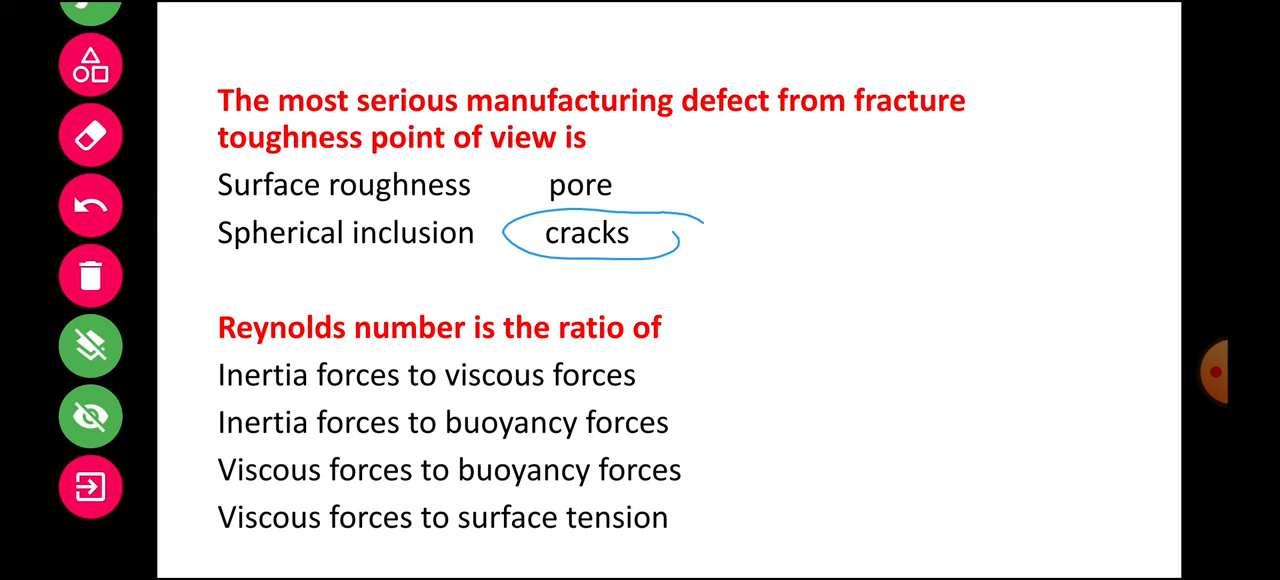 The most serious manufacturing defect from fracture
toughness point of view is
Surface roughness pore
Spherical inclusion cracks
Reynolds number is the ratio of
Inertia forces to viscous forces
Inertia forces to buoyancy forces
Viscous forces to buoyancy forces
Viscous forces to surface tension